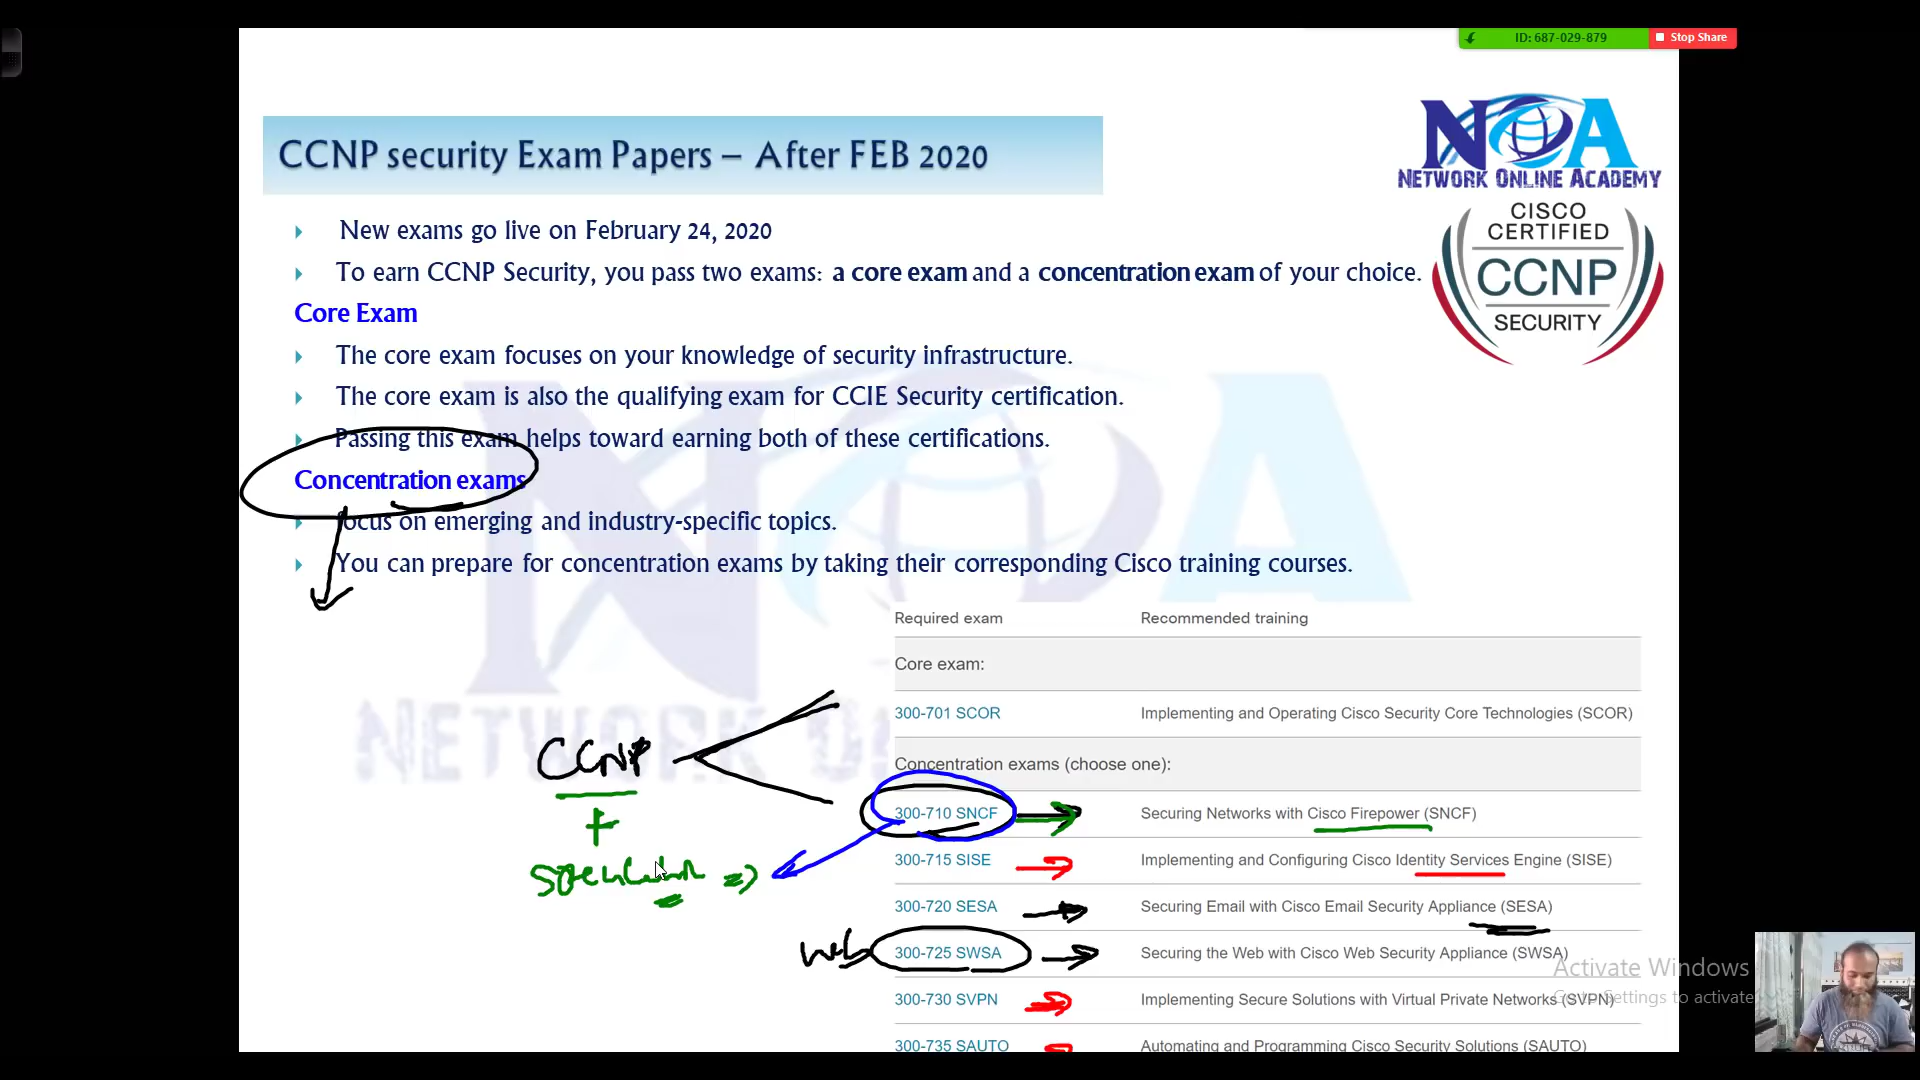 ID: 687-029-879 Stop Share
CCNP security Exam Papers – After FEB 2020
NOA
NETWORK ONLINE ACADEMY
New exams go live on February 24, 2020
To earn CCNP Security, you pass two exams: a core exam and a concentration exam of your choice.
CISCO
CERTIFIED
CCNP
SECURITY
Core Exam
The core exam focuses on your knowledge of security infrastructure.
The core exam is also the qualifying exam for CCIE Security certification.
Passing this exam helps toward earning both of these certifications.
Concentration exams
focus on emerging and industry-specific topics.
You can prepare for concentration exams by taking their corresponding Cisco training courses.
Required exam Recommended training
Core exam:
300-701 SCOR Implementing and Operating Cisco Security Core Technologies (SCOR)
Concentration exams (choose one):
300-710 SNCF Securing Networks with Cisco Firepower (SNCF)
300-715 SISE Implementing and Configuring Cisco Identity Services Engine (SISE)
300-720 SESA Securing Email with Cisco Email Security Appliance (SESA)
300-725 SWSA Securing the Web with Cisco Web Security Appliance (SWSA)
300-730 SVPN Implementing Secure Solutions with Virtual Private Networks (SVPN)
300-735 SAUTO Automating and Programming Cisco Security Solutions (SAUTO)
CCNP
+
web
NETWORK ONLINE
Activate Windows
Go to Settings to activate